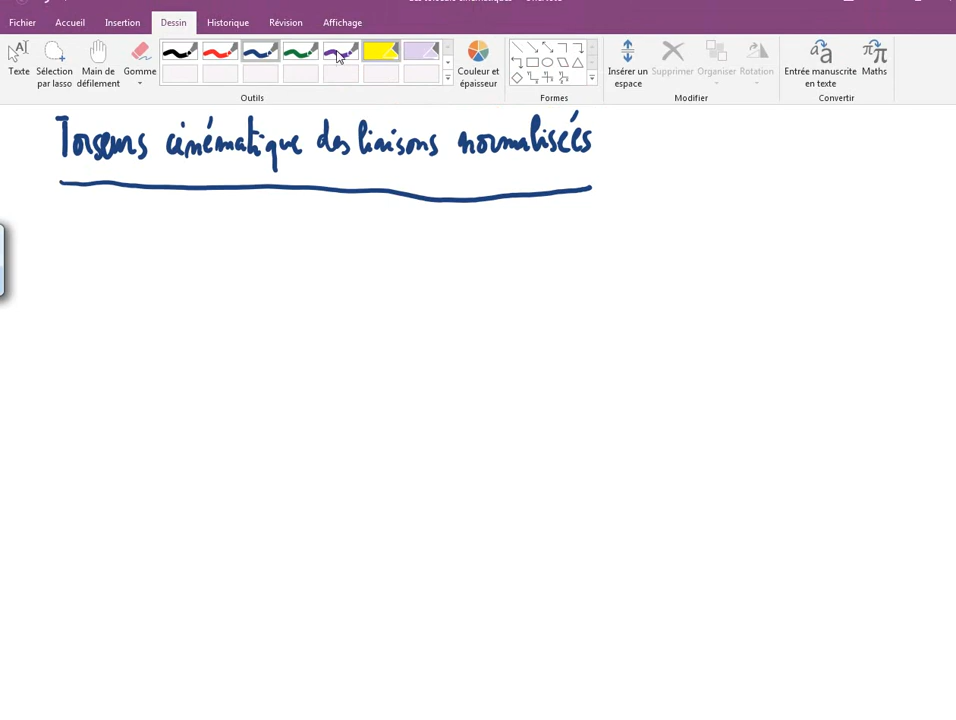 Fichier Accueil Insertion Dessin Historique Révision Affichage
Texte Sélection par lasso Main de défilement Gomme Couleur et épaisseur Insérer un espace Supprimer Organiser Rotation Entrée manuscrite en texte Maths
Outils Formes Modifier Convertir
Torseurs cinématique des liaisons normalisées